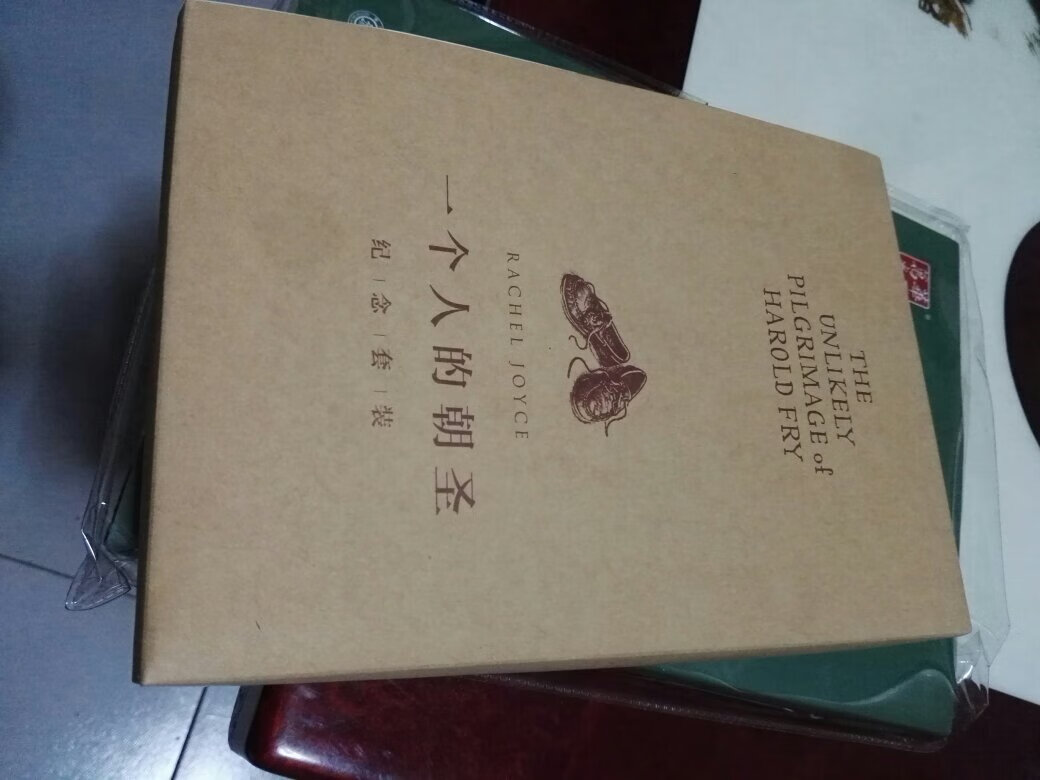 THE
UNLIKELY
PILGRIMAGE of
HAROLD FRY
RACHEL JOYCE
一个人的朝圣
纪|念|套|装